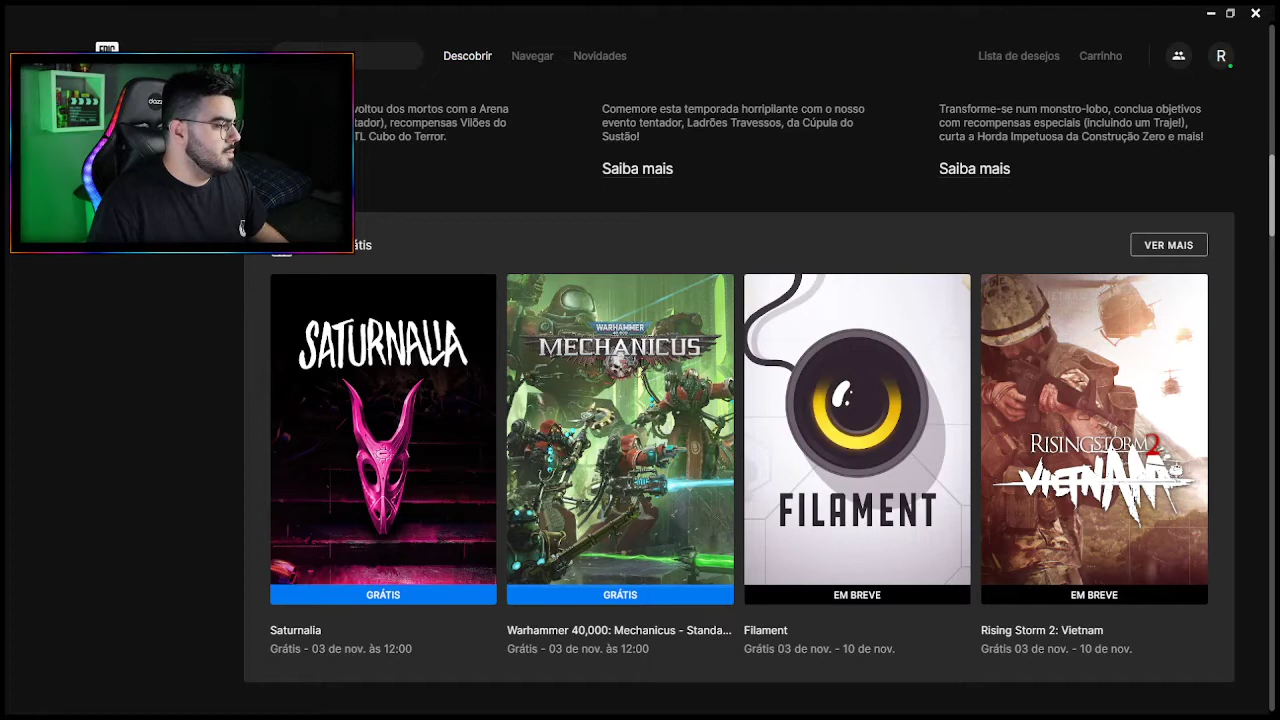 EPIC
Descobrir
Navegar
Novidades
Lista de desejos
Carrinho
R
voltou dos mortos com a Arena
tador), recompensas Vilões do
TL Cubo do Terror.
Comemore esta temporada horripilante com o nosso
evento tentador, Ladrões Travessos, da Cúpula do
Sustão!
Saiba mais
Transforme-se num monstro-lobo, conclua objetivos
com recompensas especiais (incluindo um Traje!),
curta a Horda Impetuosa da Construção Zero e mais!
Saiba mais
átis
VER MAIS
SATURNALIA
WARHAMMER
40,000
MECHANICUS
FILAMENT
RISING STORM 2
VIETNAM
GRÁTIS
GRÁTIS
EM BREVE
EM BREVE
Saturnalia
Grátis - 03 de nov. às 12:00
Warhammer 40,000: Mechanicus - Standa...
Grátis - 03 de nov. às 12:00
Filament
Grátis 03 de nov. - 10 de nov.
Rising Storm 2: Vietnam
Grátis 03 de nov. - 10 de nov.